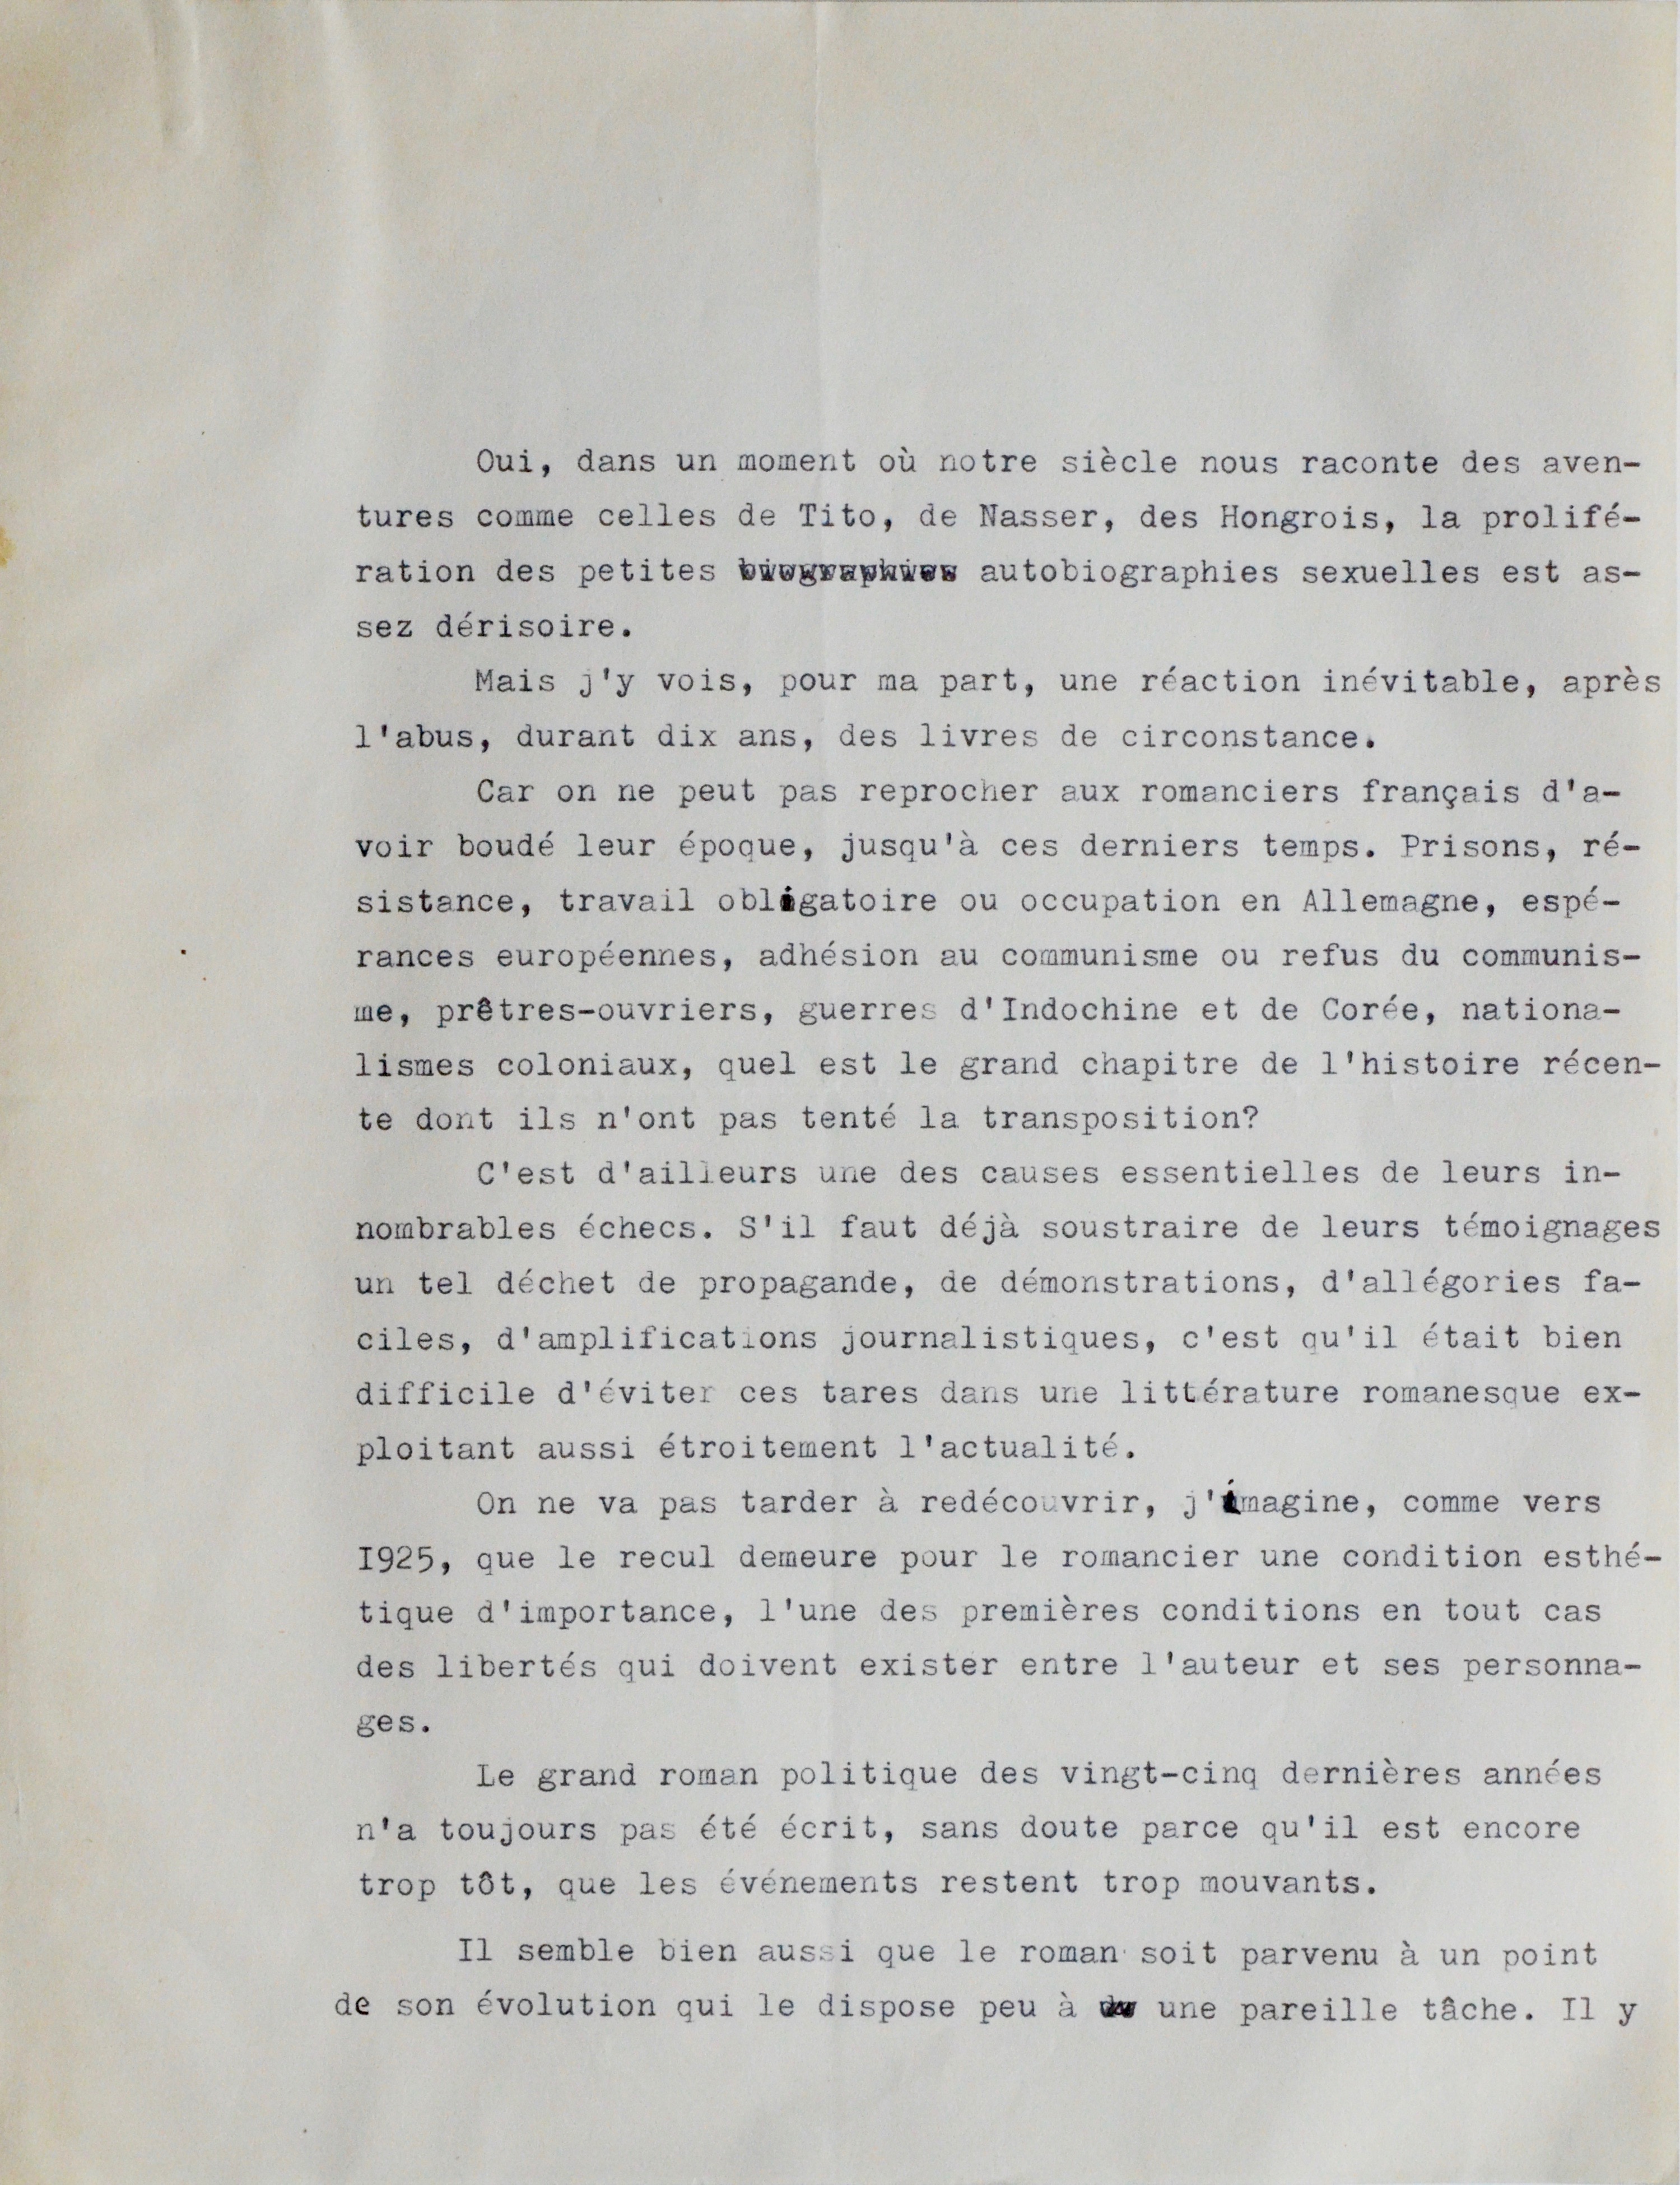 Oui, dans un moment où notre siècle nous raconte des aven-
tures comme celles de Tito, de Nasser, des Hongrois, la prolifé-
ration des petites biographies autobiographies sexuelles est as-
sez dérisoire.
Mais j'y vois, pour ma part, une réaction inévitable, après
l'abus, durant dix ans, des livres de circonstance.
Car on ne peut pas reprocher aux romanciers français d'a-
voir boudé leur époque, jusqu'à ces derniers temps. Prisons, ré-
sistance, travail obligatoire ou occupation en Allemagne, espé-
rances européennes, adhésion au communisme ou refus du communis-
me, prêtres-ouvriers, guerres d'Indochine et de Corée, nationa-
lismes coloniaux, quel est le grand chapitre de l'histoire récen-
te dont ils n'ont pas tenté la transposition?
C'est d'ailleurs une des causes essentielles de leurs in-
nombrables échecs. S'il faut déjà soustraire de leurs témoignages
un tel déchet de propagande, de démonstrations, d'allégories fa-
ciles, d'amplifications journalistiques, c'est qu'il était bien
difficile d'éviter ces tares dans une littérature romanesque ex-
ploitant aussi étroitement l'actualité.
On ne va pas tarder à redécouvrir, j'imagine, comme vers
I925, que le recul demeure pour le romancier une condition esthé-
tique d'importance, l'une des premières conditions en tout cas
des libertés qui doivent exister entre l'auteur et ses personna-
ges.
Le grand roman politique des vingt-cinq dernières années
n'a toujours pas été écrit, sans doute parce qu'il est encore
trop tôt, que les événements restent trop mouvants.
Il semble bien aussi que le roman soit parvenu à un point
de son évolution qui le dispose peu à une pareille tâche. Il y